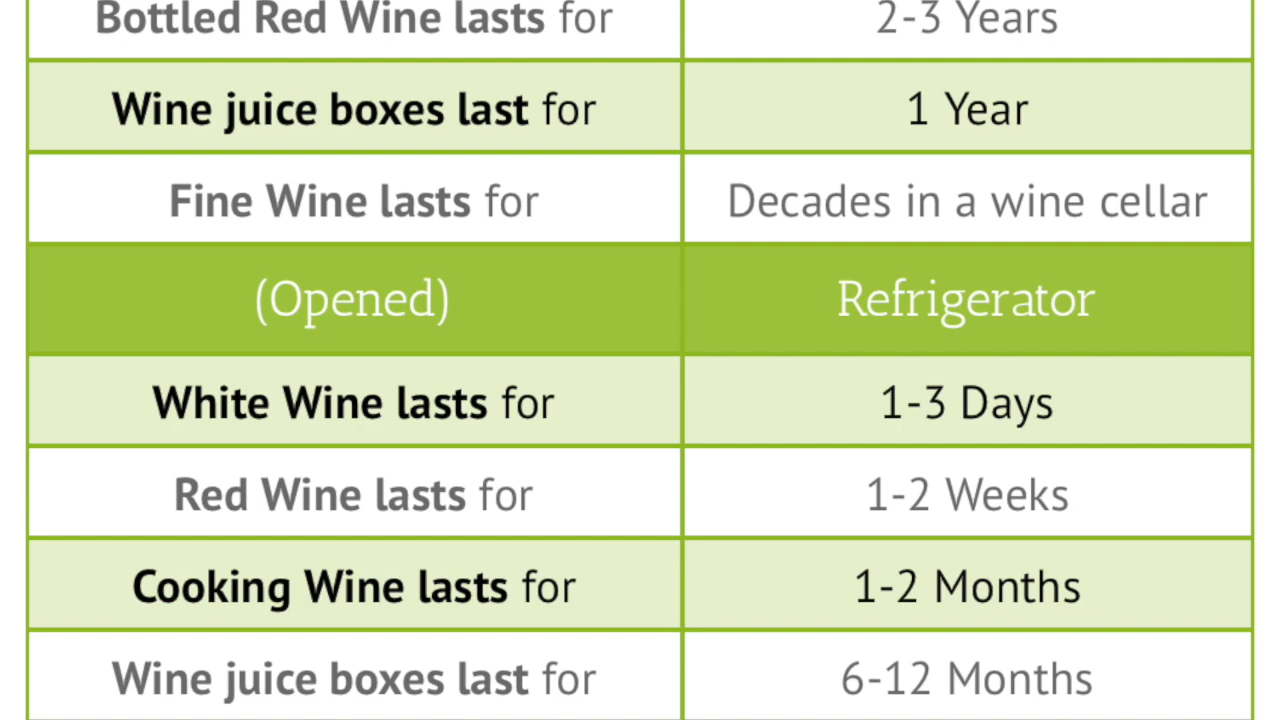 Bottled Red Wine lasts for 2-3 Years
Wine juice boxes last for 1 Year
Fine Wine lasts for Decades in a wine cellar
(Opened) Refrigerator
White Wine lasts for 1-3 Days
Red Wine lasts for 1-2 Weeks
Cooking Wine lasts for 1-2 Months
Wine juice boxes last for 6-12 Months